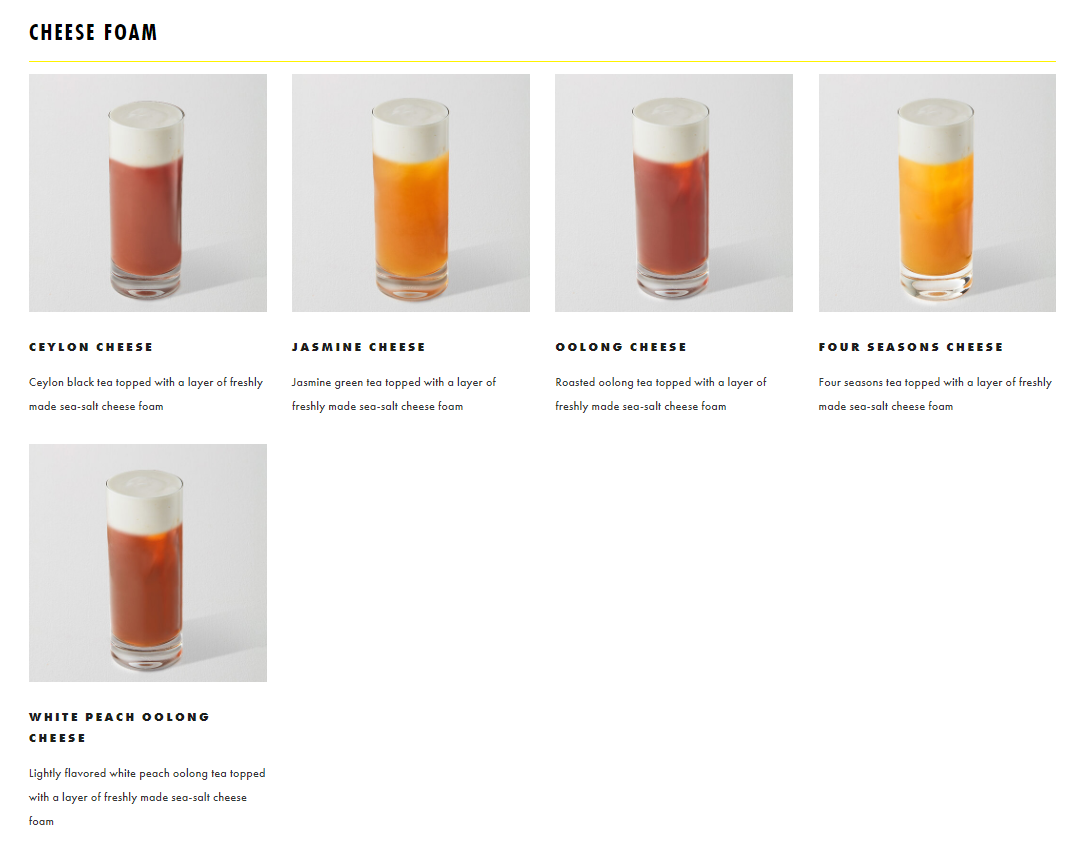 CHEESE FOAM
CEYLON CHEESE
Ceylon black tea topped with a layer of freshly
made sea-salt cheese foam
JASMINE CHEESE
Jasmine green tea topped with a layer of
freshly made sea-salt cheese foam
OOLONG CHEESE
Roasted oolong tea topped with a layer of
freshly made sea-salt cheese foam
FOUR SEASONS CHEESE
Four seasons tea topped with a layer of freshly
made sea-salt cheese foam
WHITE PEACH OOLONG
CHEESE
Lightly flavored white peach oolong tea topped
with a layer of freshly made sea-salt cheese
foam